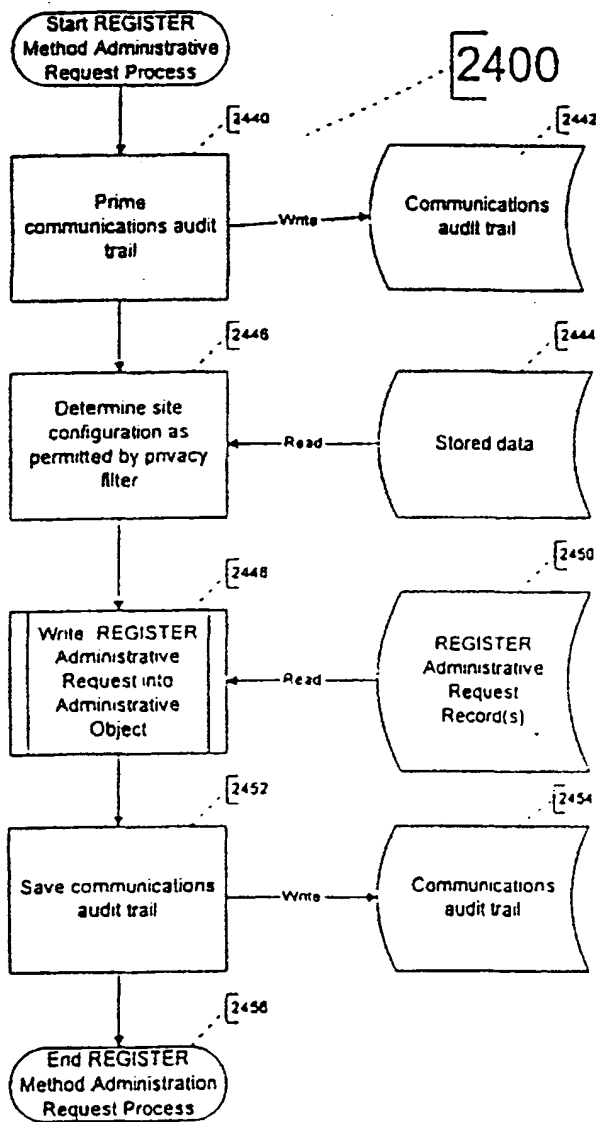 Start REGISTER
Method Administrative
Request Process
2400
2440
2442
Prime
communications audit
trail
Write
Communications
audit trail
2446
2444
Determine site
configuration as
permitted by privacy
filter
Read
Stored data
2448
2450
Write REGISTER
Administrative
Request into
Administrative
Object
Read
REGISTER
Administrative
Request
Record(s)
2452
2454
Save communications
audit trail
Write
Communications
audit trail
2456
End REGISTER
Method Administration
Request Process